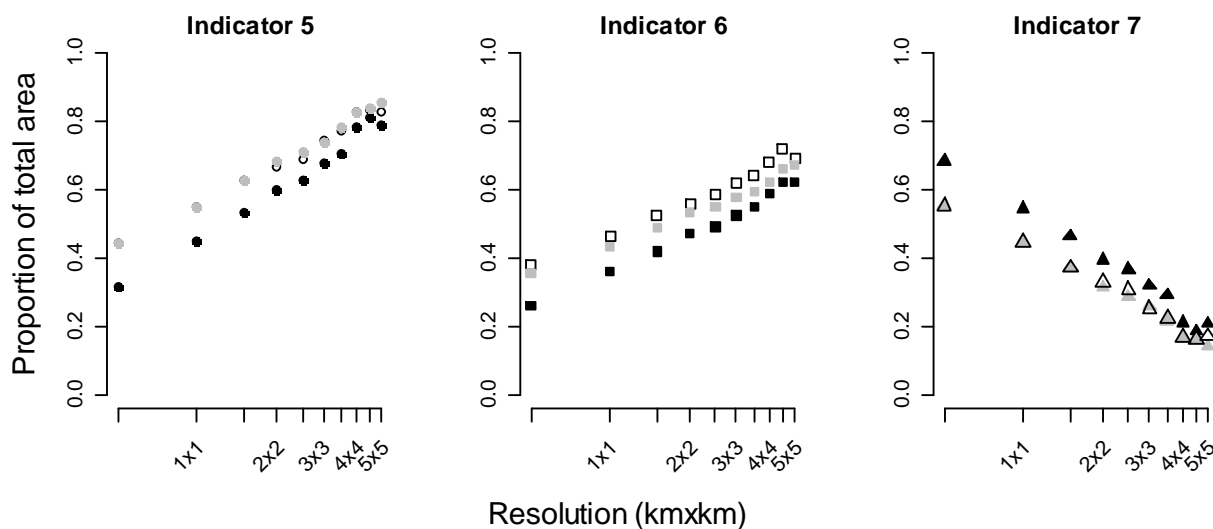 Indicator 5
Indicator 6
Indicator 7
Proportion of total area
1.0
0.8
0.6
0.4
0.2
0.0
1x1
2x2
3x3
4x4
5x5
1.0
0.8
0.6
0.4
0.2
0.0
1x1
2x2
3x3
4x4
5x5
1.0
0.8
0.6
0.4
0.2
0.0
1x1
2x2
3x3
4x4
5x5
Resolution (kmxkm)